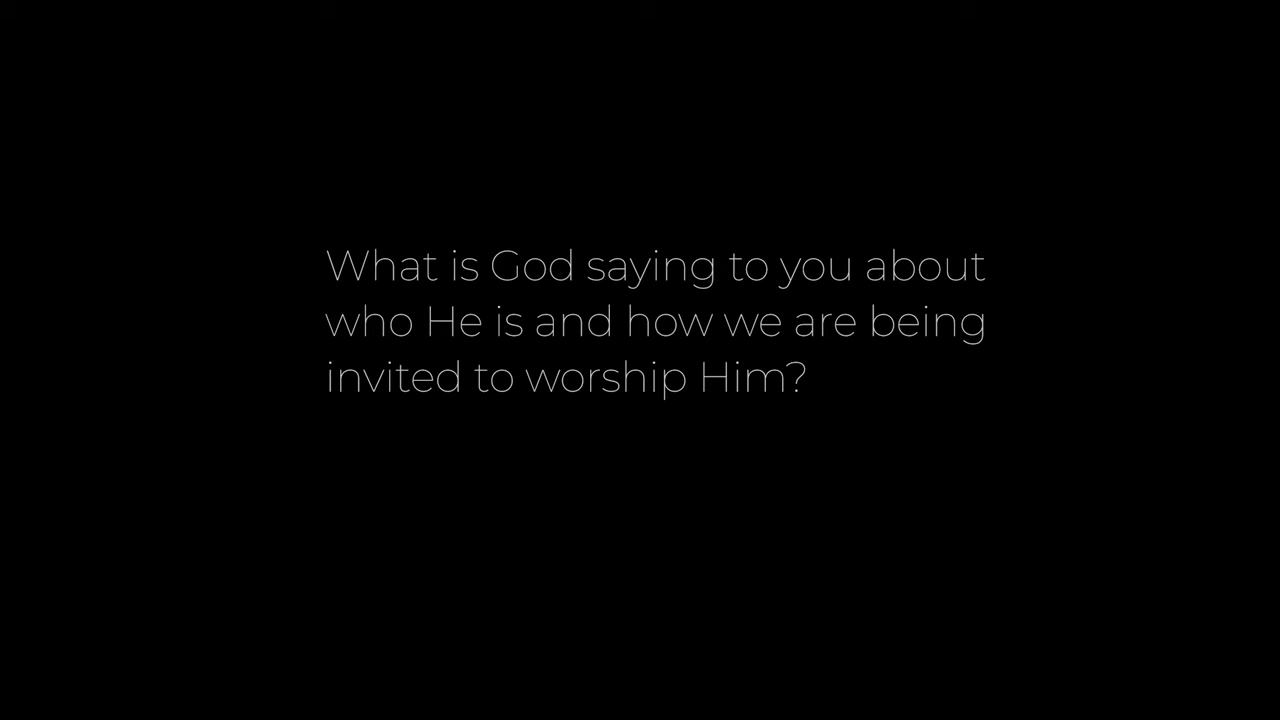 What is God saying to you about
who He is and how we are being
invited to worship Him?